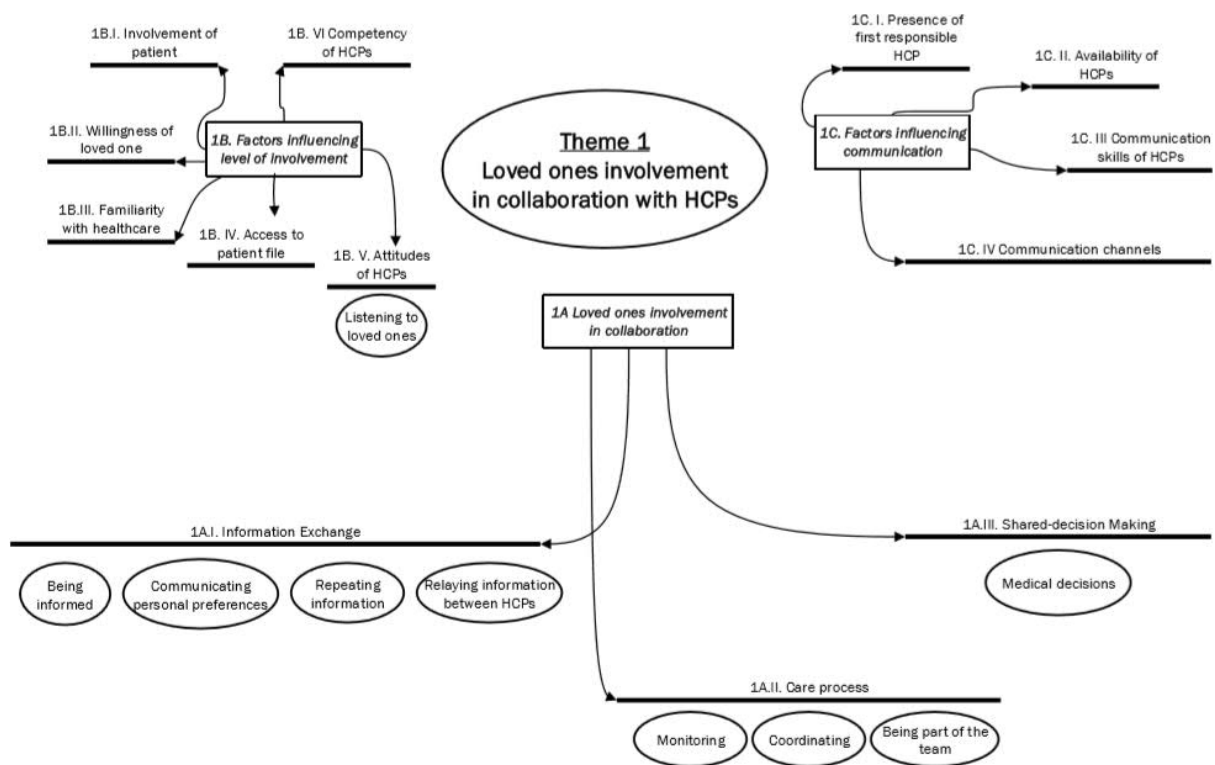 1B.I. Involvement of
patient
1B. VI Competency
of HCPs
1B.II. Willingness of
loved one
1B. Factors influencing
level of involvement
1B.III. Familiarity
with healthcare
1B. IV. Access to
patient file
1B. V. Attitudes
of HCPs
Listening to
loved ones
Theme 1
Loved ones involvement
in collaboration with HCPs
1C. I. Presence of
first responsible
HCP
1C. II. Availability of
HCPs
1C. Factors influencing
communication
1C. III Communication
skills of HCPs
1C. IV Communication channels
1A Loved ones involvement
in collaboration
1A.I. Information Exchange
Being
informed
Communicating
personal preferences
Repeating
information
Relaying information
between HCPs
1A.III. Shared-decision Making
Medical decisions
1A.II. Care process
Monitoring
Coordinating
Being part of the
team